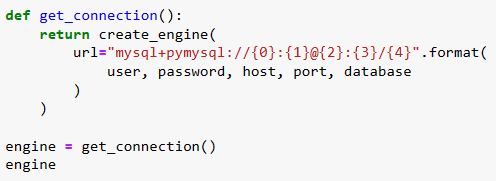 def get_connection():
    return create_engine(
        url="mysql+pymysql://{0}:{1}@{2}:{3}/{4}".format(
            user, password, host, port, database
        )
    )

engine = get_connection()
engine